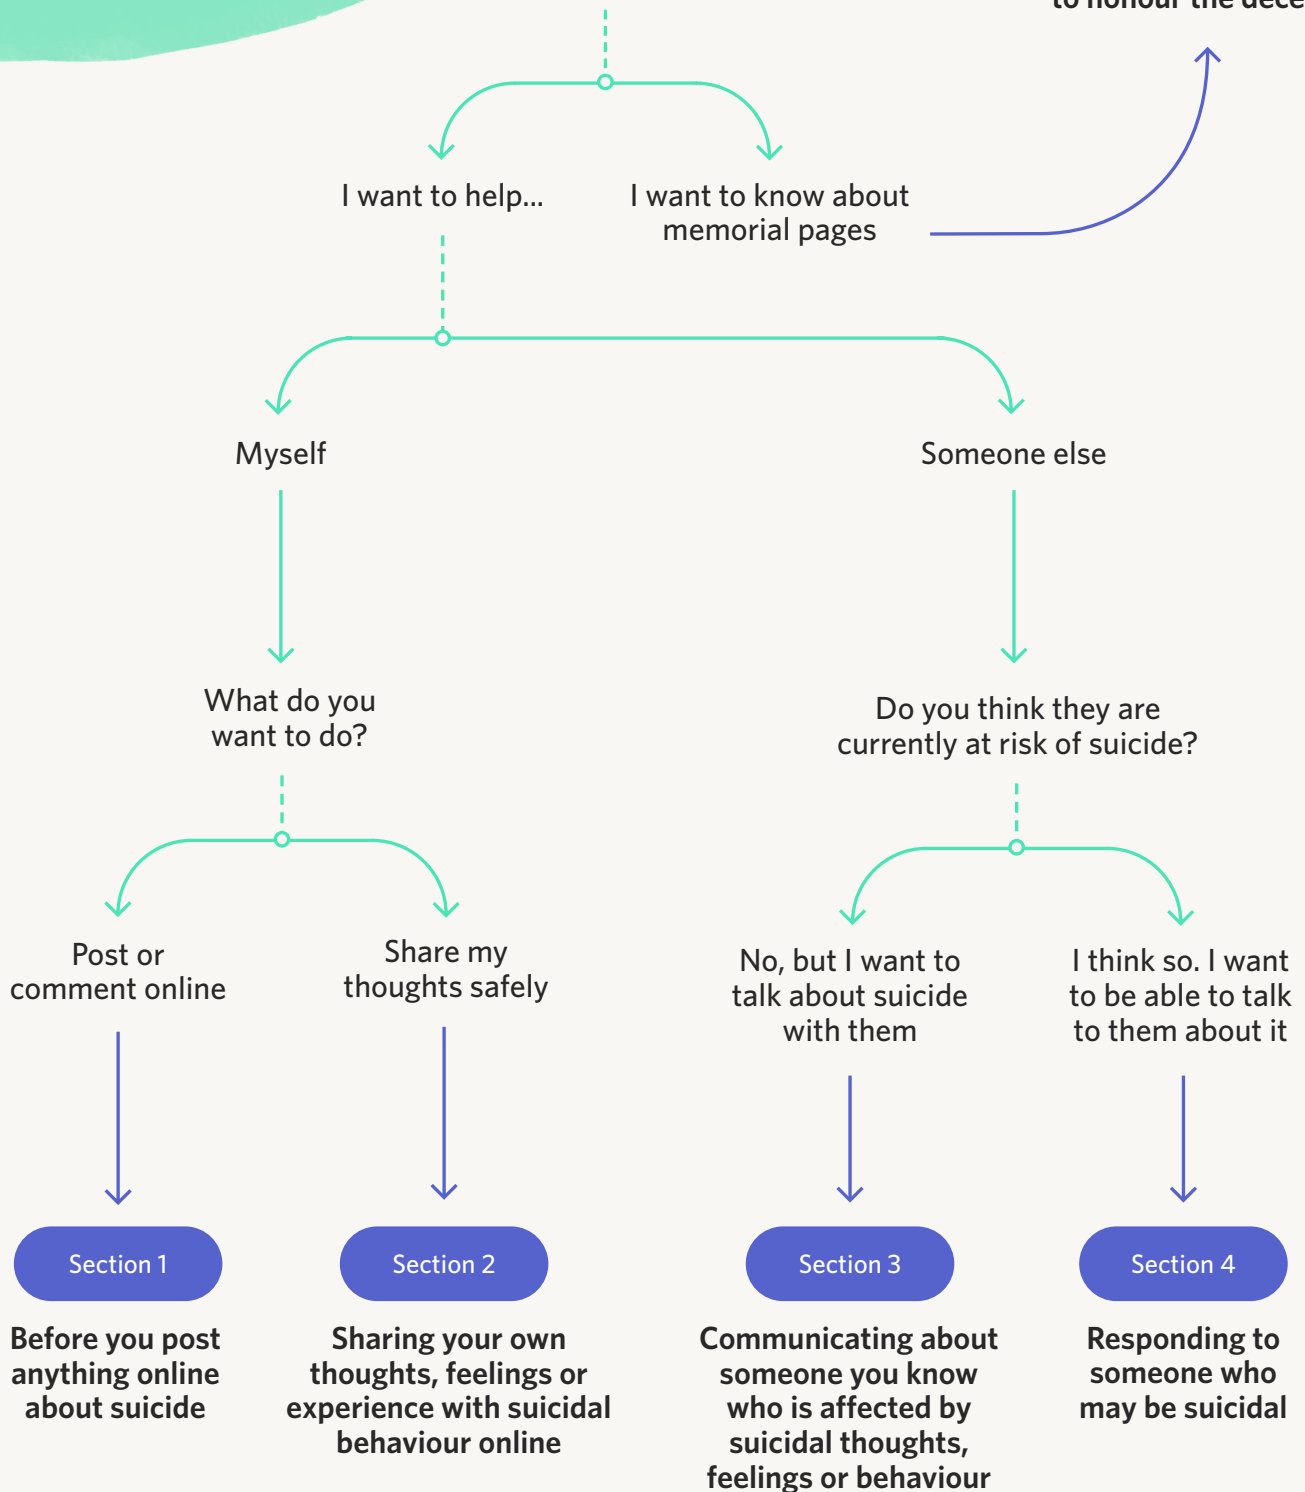 to honour the
I want to help...
I want to know about
memorial pages
Myself
Someone else
What do you
want to do?
Do you think they are
currently at risk of suicide?
Post or
comment online
Share my
thoughts safely
No, but I want to
talk about suicide
with them
I think so. I want
to be able to talk
to them about it
Section 1
Section 2
Section 3
Section 4
Before you post
anything online
about suicide
Sharing your own
thoughts, feelings or
experience with suicidal
behaviour online
Communicating about
someone you know
who is affected by
suicidal thoughts,
feelings or behaviour
Responding to
someone who
may be suicidal